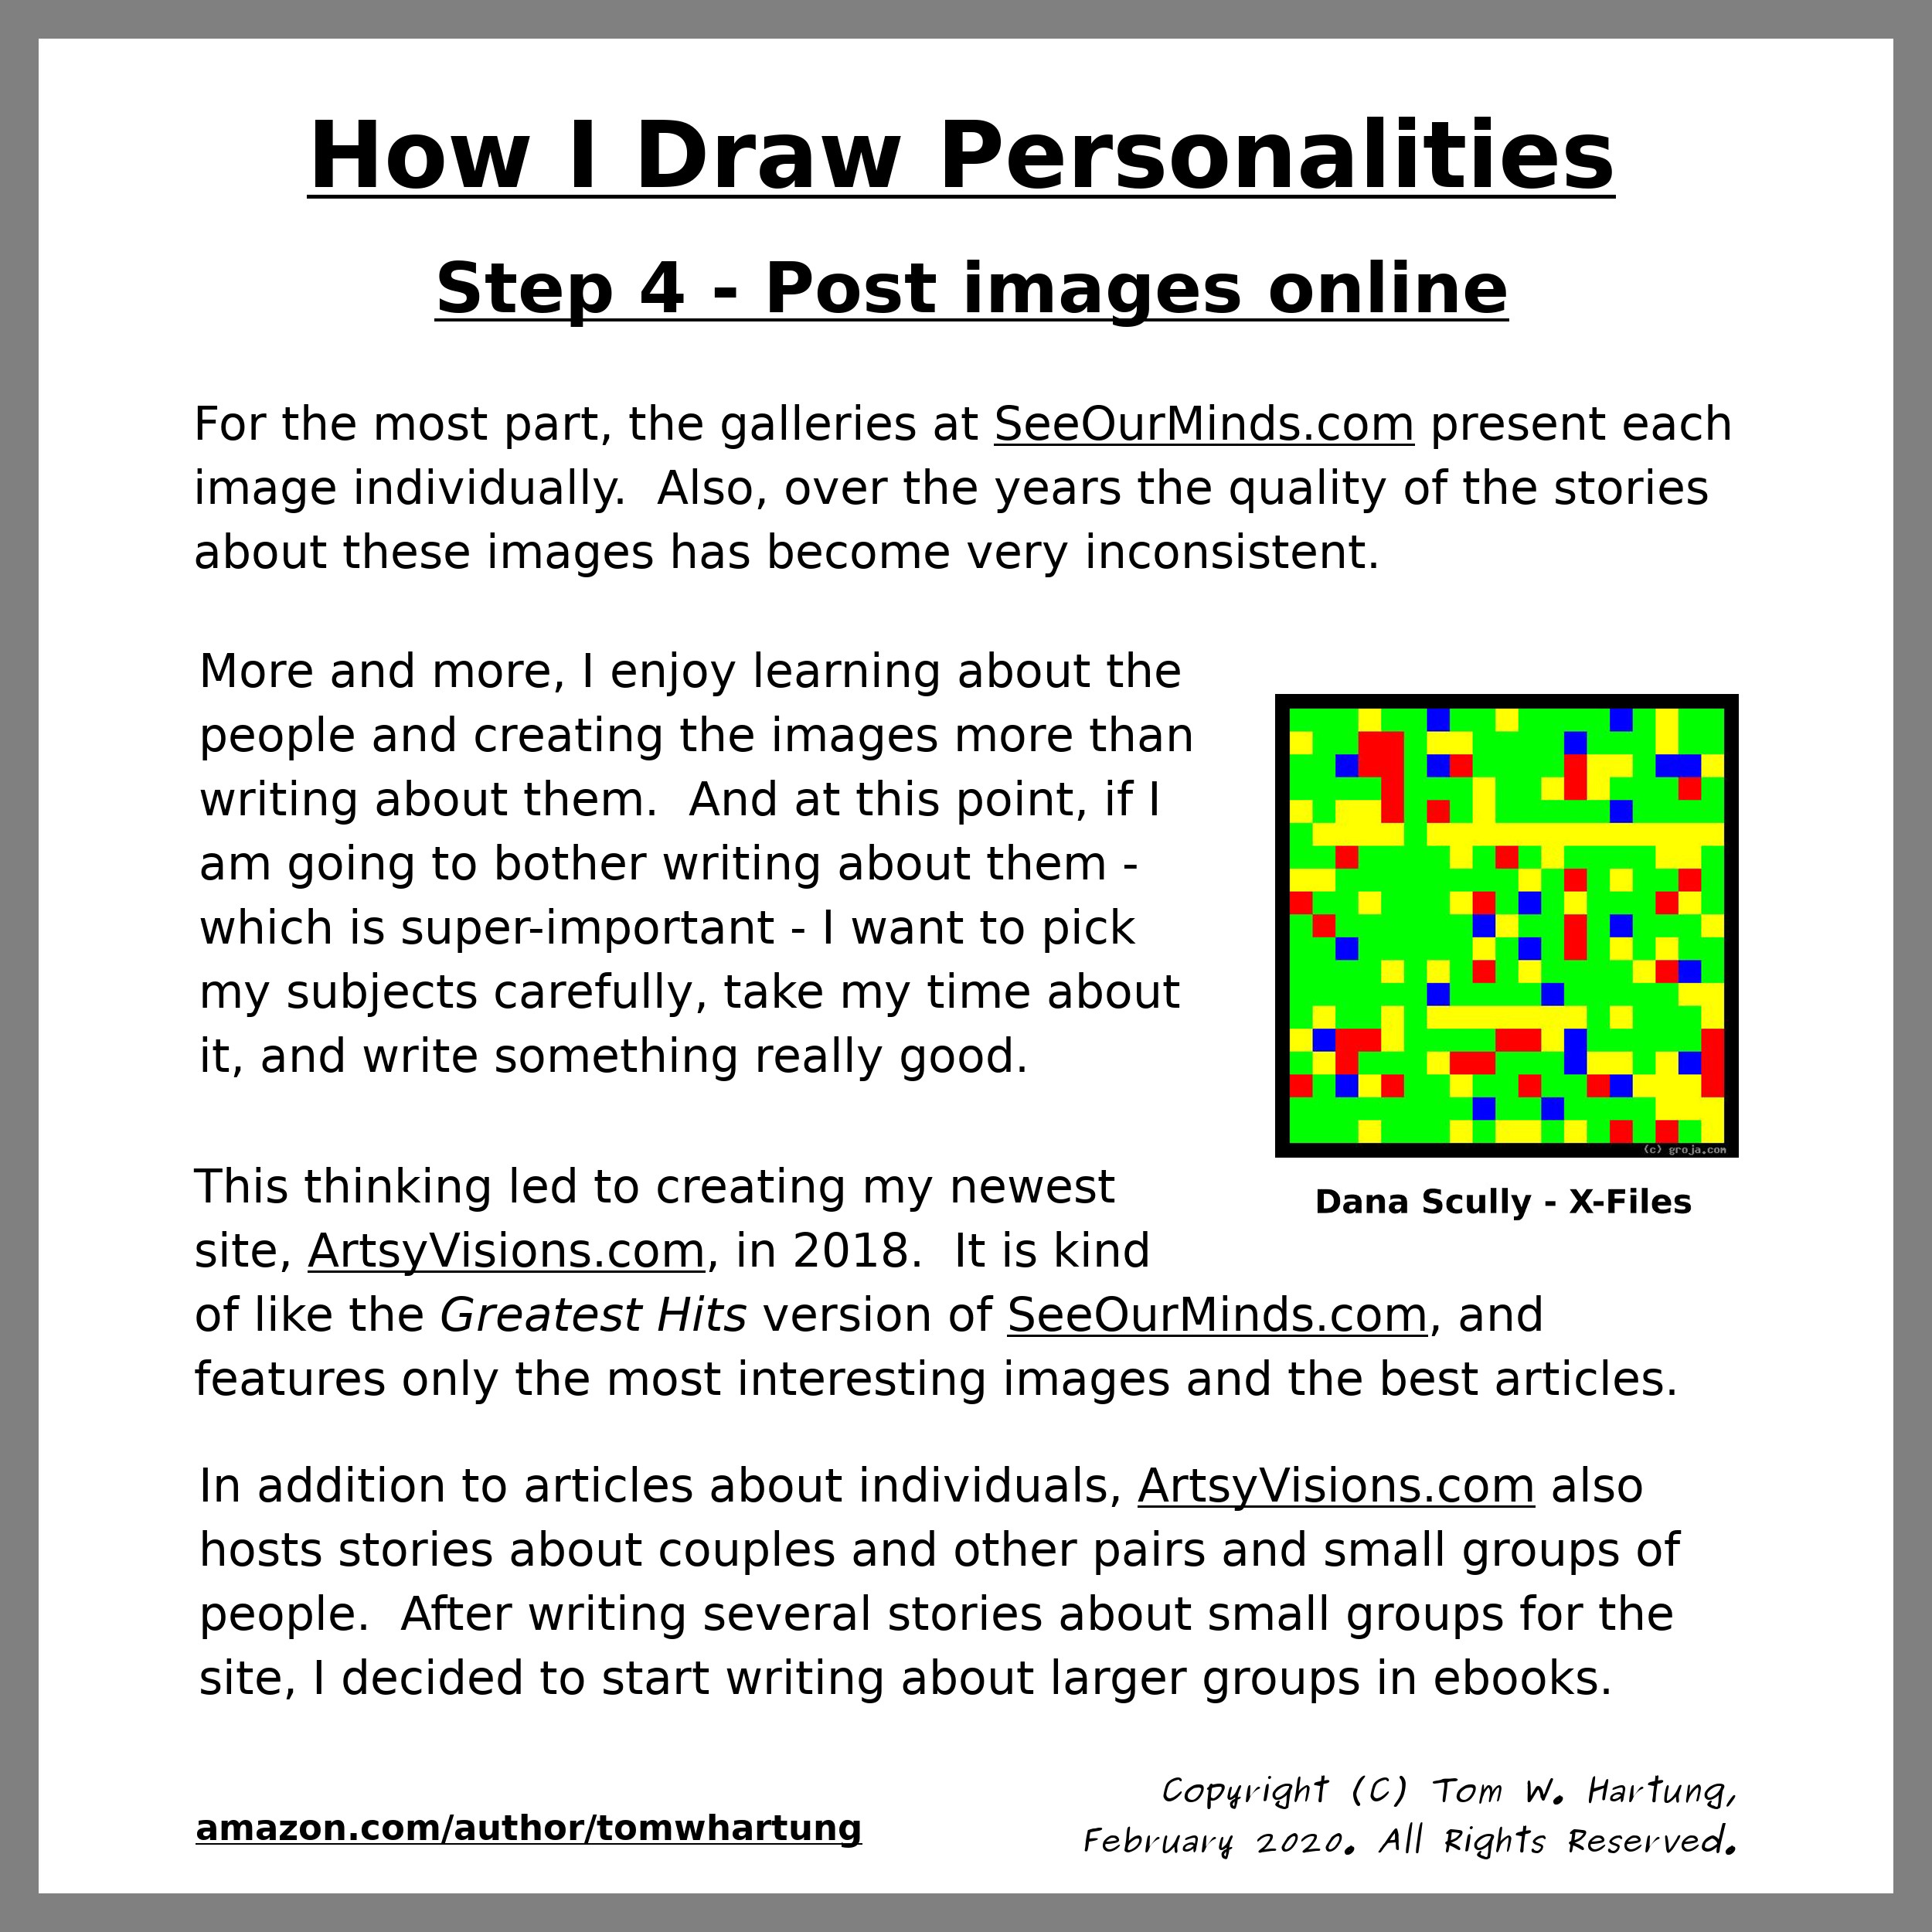 How I Draw Personalities
Step 4 - Post images online
For the most part, the galleries at SeeOurMinds.com present each
image individually.  Also, over the years the quality of the stories
about these images has become very inconsistent.
More and more, I enjoy learning about the
people and creating the images more than
writing about them.  And at this point, if I
am going to bother writing about them -
which is super-important - I want to pick
my subjects carefully, take my time about
it, and write something really good.
(c) groja.com
Dana Scully - X-Files
This thinking led to creating my newest
site, ArtsyVisions.com, in 2018.  It is kind
of like the Greatest Hits version of SeeOurMinds.com, and
features only the most interesting images and the best articles.
In addition to articles about individuals, ArtsyVisions.com also
hosts stories about couples and other pairs and small groups of
people.  After writing several stories about small groups for the
site, I decided to start writing about larger groups in ebooks.
amazon.com/author/tomwhartung
Copyright (C) Tom W. Hartung,
February 2020. All Rights Reserved.